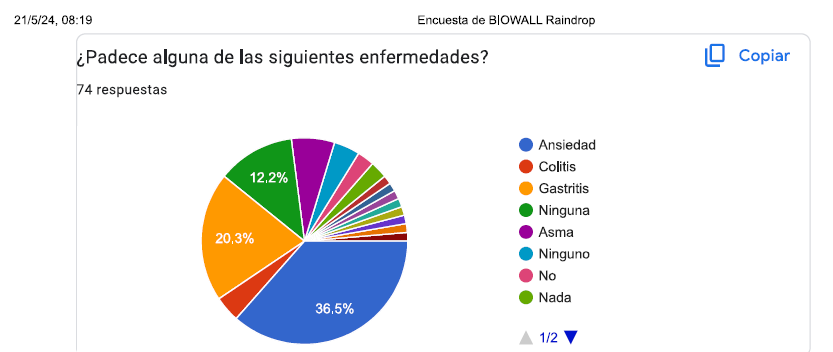 21/5/24, 08:19 Encuesta de BIOWALL Raindrop
¿Padece alguna de las siguientes enfermedades?
Copiar
74 respuestas
12.2%
20.3%
36.5%
Ansiedad
Colitis
Gastritis
Ninguna
Asma
Ninguno
No
Nada
1/2